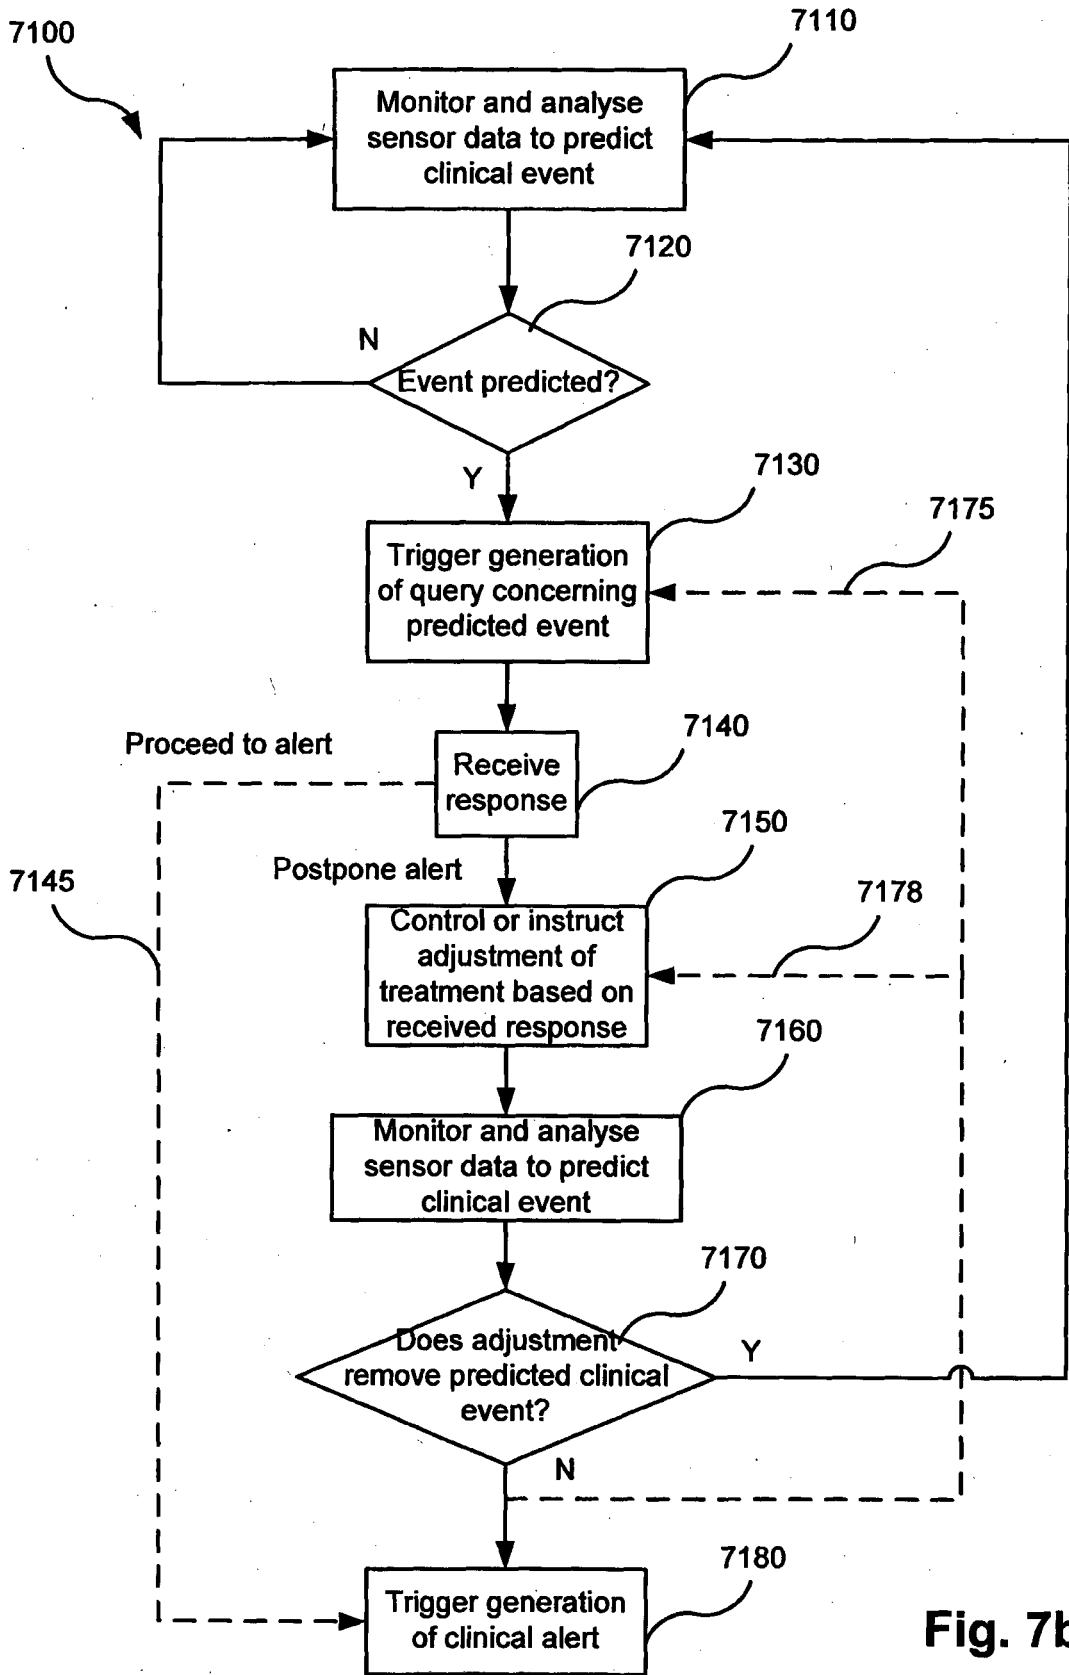 7100
7110
Monitor and analyse
sensor data to predict
clinical event
7120
N
Event predicted?
Y
7130
7175
Trigger generation
of query concerning
predicted event
7140
Proceed to alert
Receive
response
7150
Postpone alert
7145
7178
Control or instruct
adjustment of
treatment based on
received response
7160
Monitor and analyse
sensor data to predict
clinical event
7170
Does adjustment
remove predicted clinical
event?
Y
N
7180
Trigger generation
of clinical alert
Fig. 7b